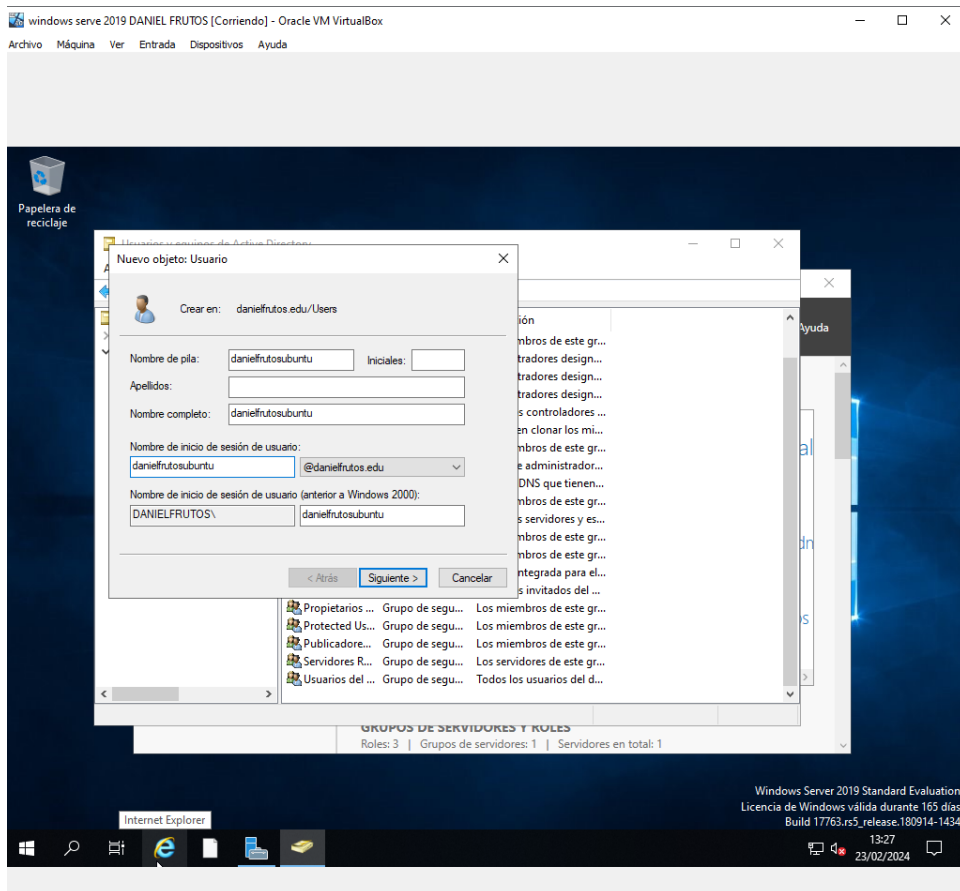 windows serve 2019 DANIEL FRUTOS [Corriendo] - Oracle VM VirtualBox
Archivo Máquina Ver Entrada Dispositivos Ayuda
Papelera de
reciclaje
Usuarios y equipos de Active Directory
Nuevo objeto: Usuario
Crear en: danielfrutos.edu/Users
Nombre de pila: danielfrutosubuntu Iniciales:
Apellidos:
Nombre completo: danielfrutosubuntu
Nombre de inicio de sesión de usuario:
danielfrutosubuntu @danielfrutos.edu
Nombre de inicio de sesión de usuario (anterior a Windows 2000):
DANIELFRUTOS\ danielfrutosubuntu
< Atrás Siguiente > Cancelar
ión
mbros de este gr...
tradores design...
tradores design...
tradores design...
s controladores ...
en clonar los mi...
mbros de este gr...
e administrador...
DNS que tienen...
mbros de este gr...
s servidores y es...
mbros de este gr...
mbros de este gr...
ntegrada para el...
s invitados del ...
Propietarios ... Grupo de segu... Los miembros de este gr...
Protected Us... Grupo de segu... Los miembros de este gr...
Publicadore... Grupo de segu... Los miembros de este gr...
Servidores R... Grupo de segu... Los servidores de este gr...
Usuarios del ... Grupo de segu... Todos los usuarios del d...
Ayuda
al
dn
os
GRUPOS DE SERVIDORES Y ROLES
Roles: 3 | Grupos de servidores: 1 | Servidores en total: 1
Windows Server 2019 Standard Evaluation
Licencia de Windows válida durante 165 días
Build 17763.rs5_release.180914-1434
Internet Explorer
13:27
23/02/2024